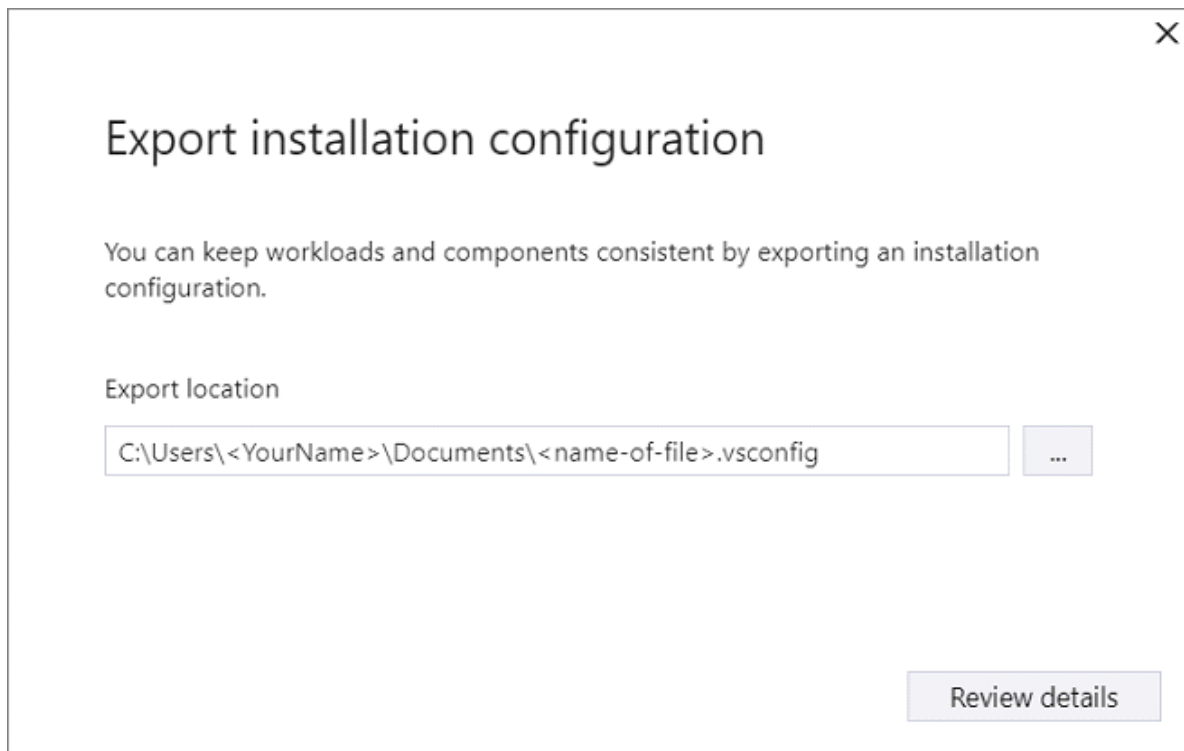 Export installation configuration
You can keep workloads and components consistent by exporting an installation
configuration.
Export location
C:\Users\<YourName>\Documents\<name-of-file>.vsconfig
...
Review details